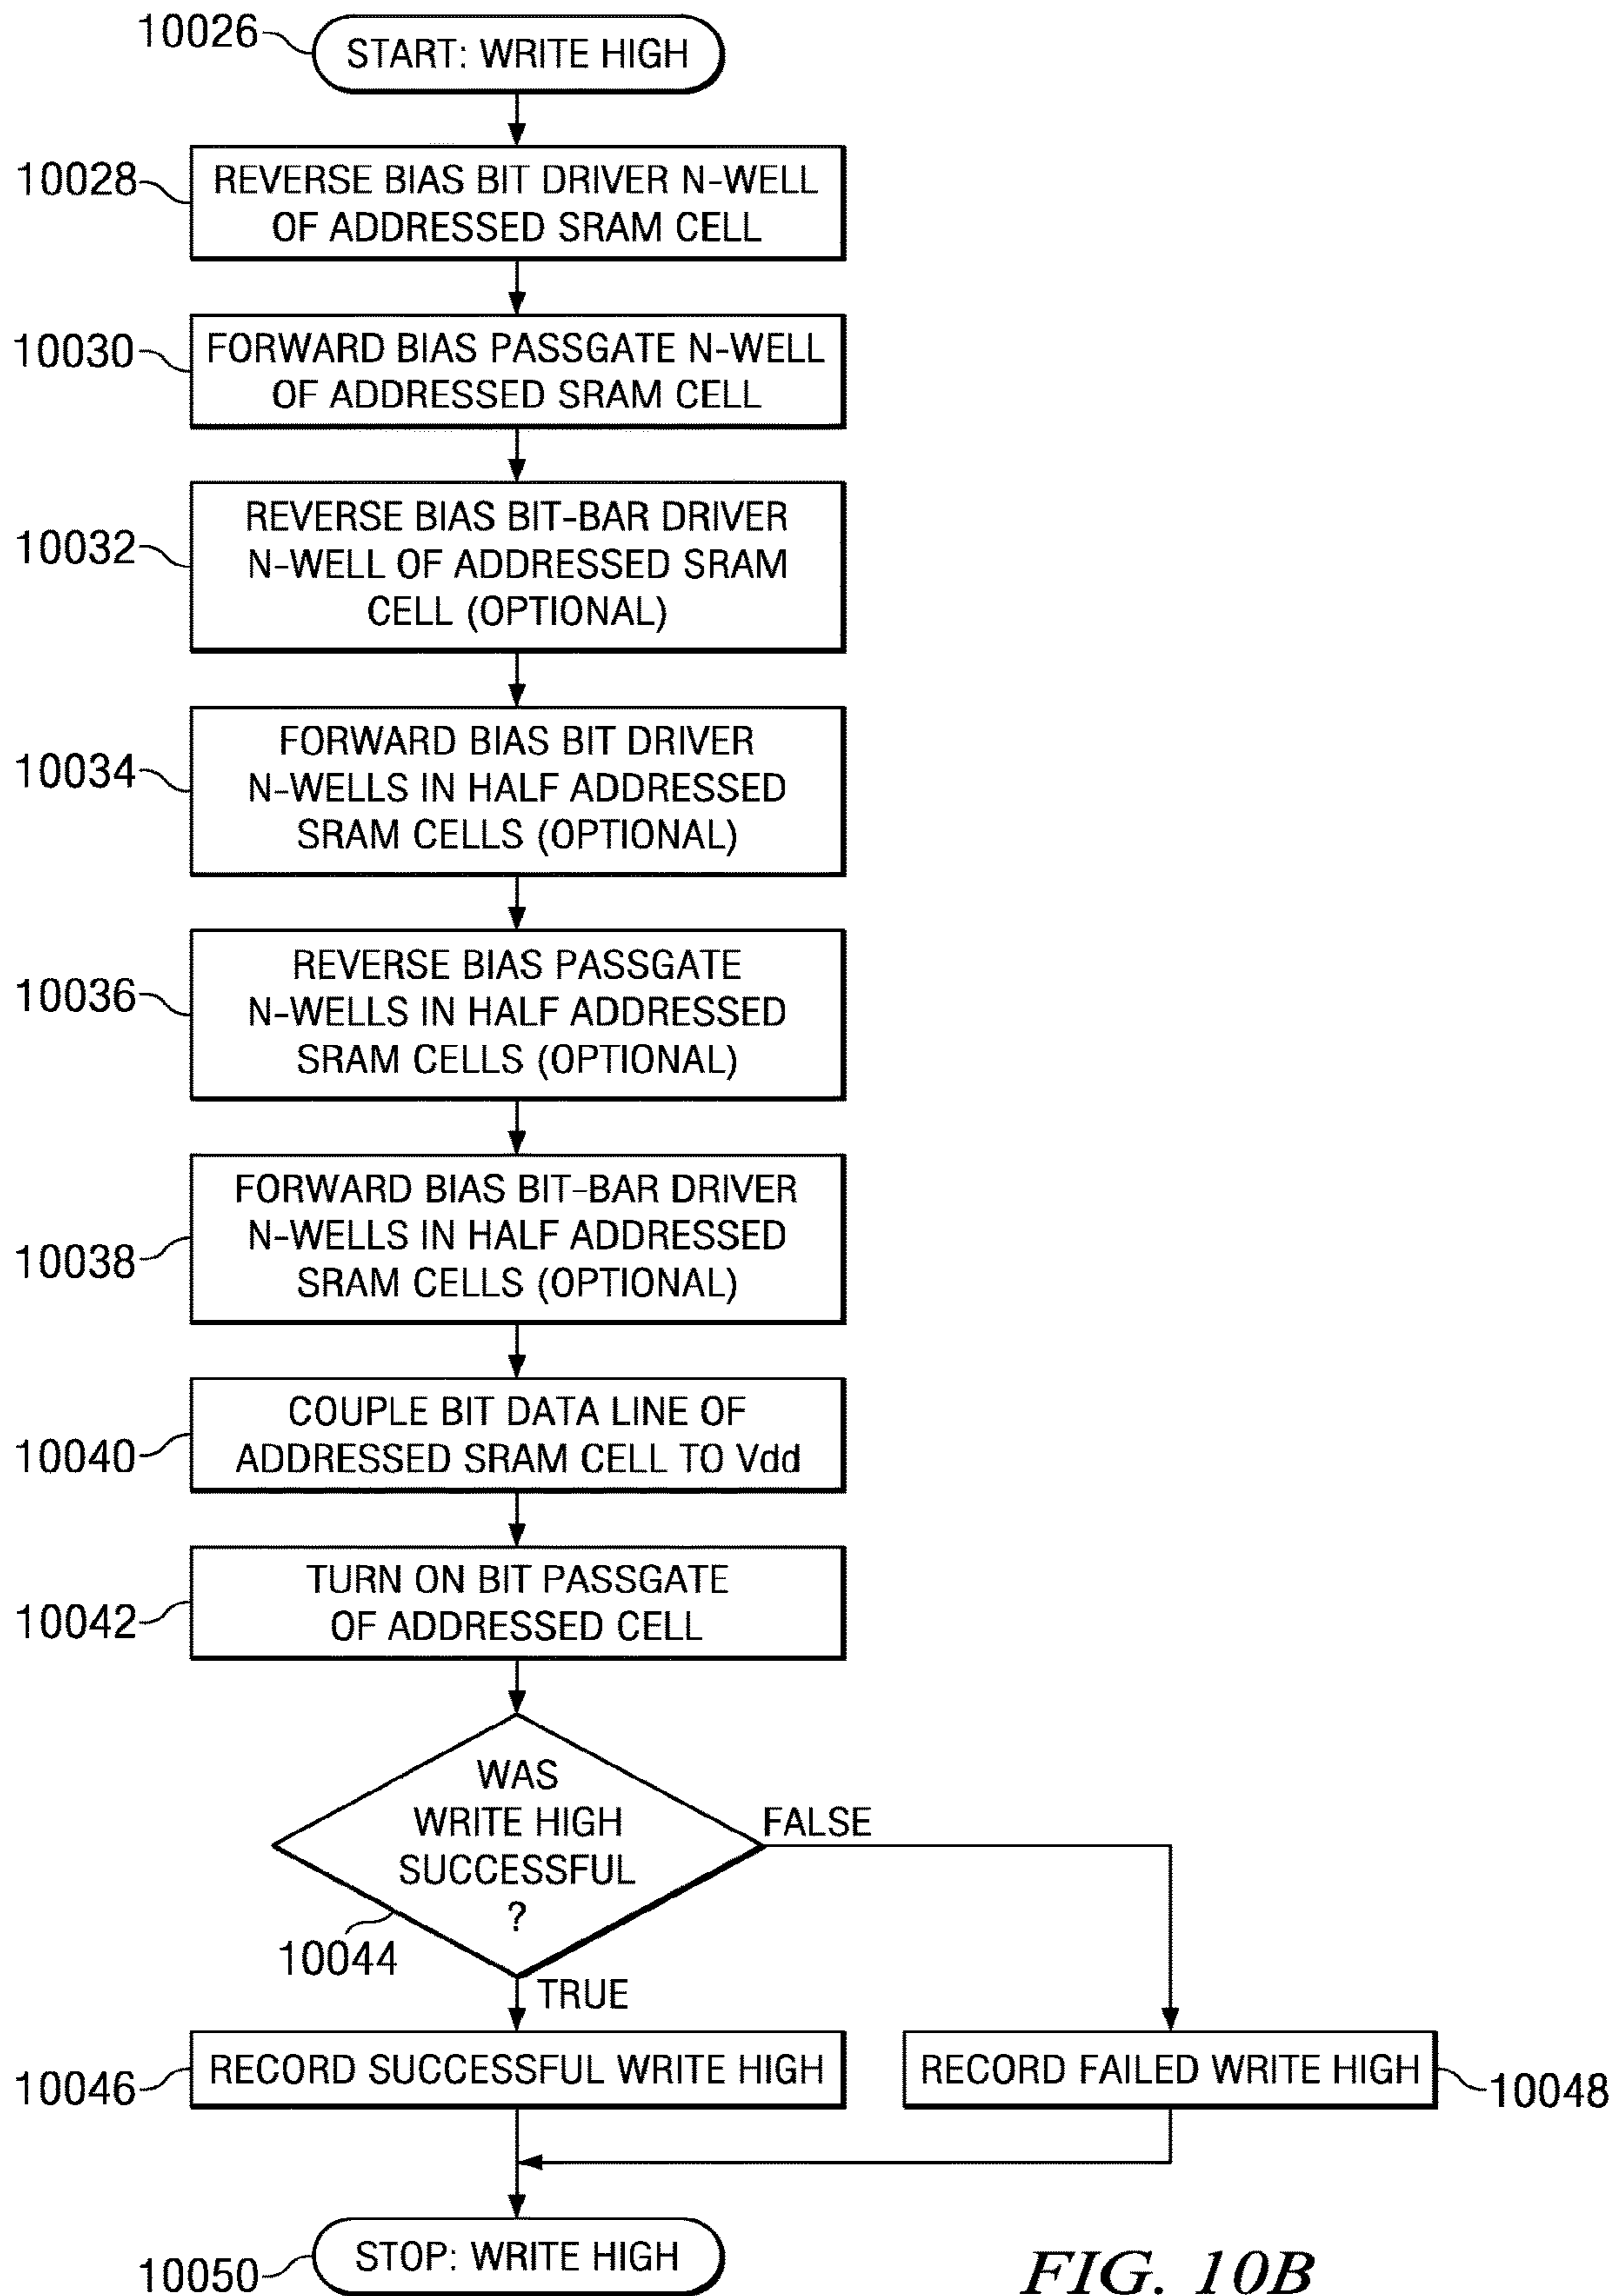 10026
START: WRITE HIGH
10028
REVERSE BIAS BIT DRIVER N-WELL
OF ADDRESSED SRAM CELL
10030
FORWARD BIAS PASSGATE N-WELL
OF ADDRESSED SRAM CELL
10032
REVERSE BIAS BIT-BAR DRIVER
N-WELL OF ADDRESSED SRAM
CELL (OPTIONAL)
10034
FORWARD BIAS BIT DRIVER
N-WELLS IN HALF ADDRESSED
SRAM CELLS (OPTIONAL)
10036
REVERSE BIAS PASSGATE
N-WELLS IN HALF ADDRESSED
SRAM CELLS (OPTIONAL)
10038
FORWARD BIAS BIT-BAR DRIVER
N-WELLS IN HALF ADDRESSED
SRAM CELLS (OPTIONAL)
10040
COUPLE BIT DATA LINE OF
ADDRESSED SRAM CELL TO Vdd
10042
TURN ON BIT PASSGATE
OF ADDRESSED CELL
WAS
WRITE HIGH
SUCCESSFUL
?
FALSE
10044
TRUE
10046
RECORD SUCCESSFUL WRITE HIGH
RECORD FAILED WRITE HIGH
10048
10050
STOP: WRITE HIGH
FIG. 10B